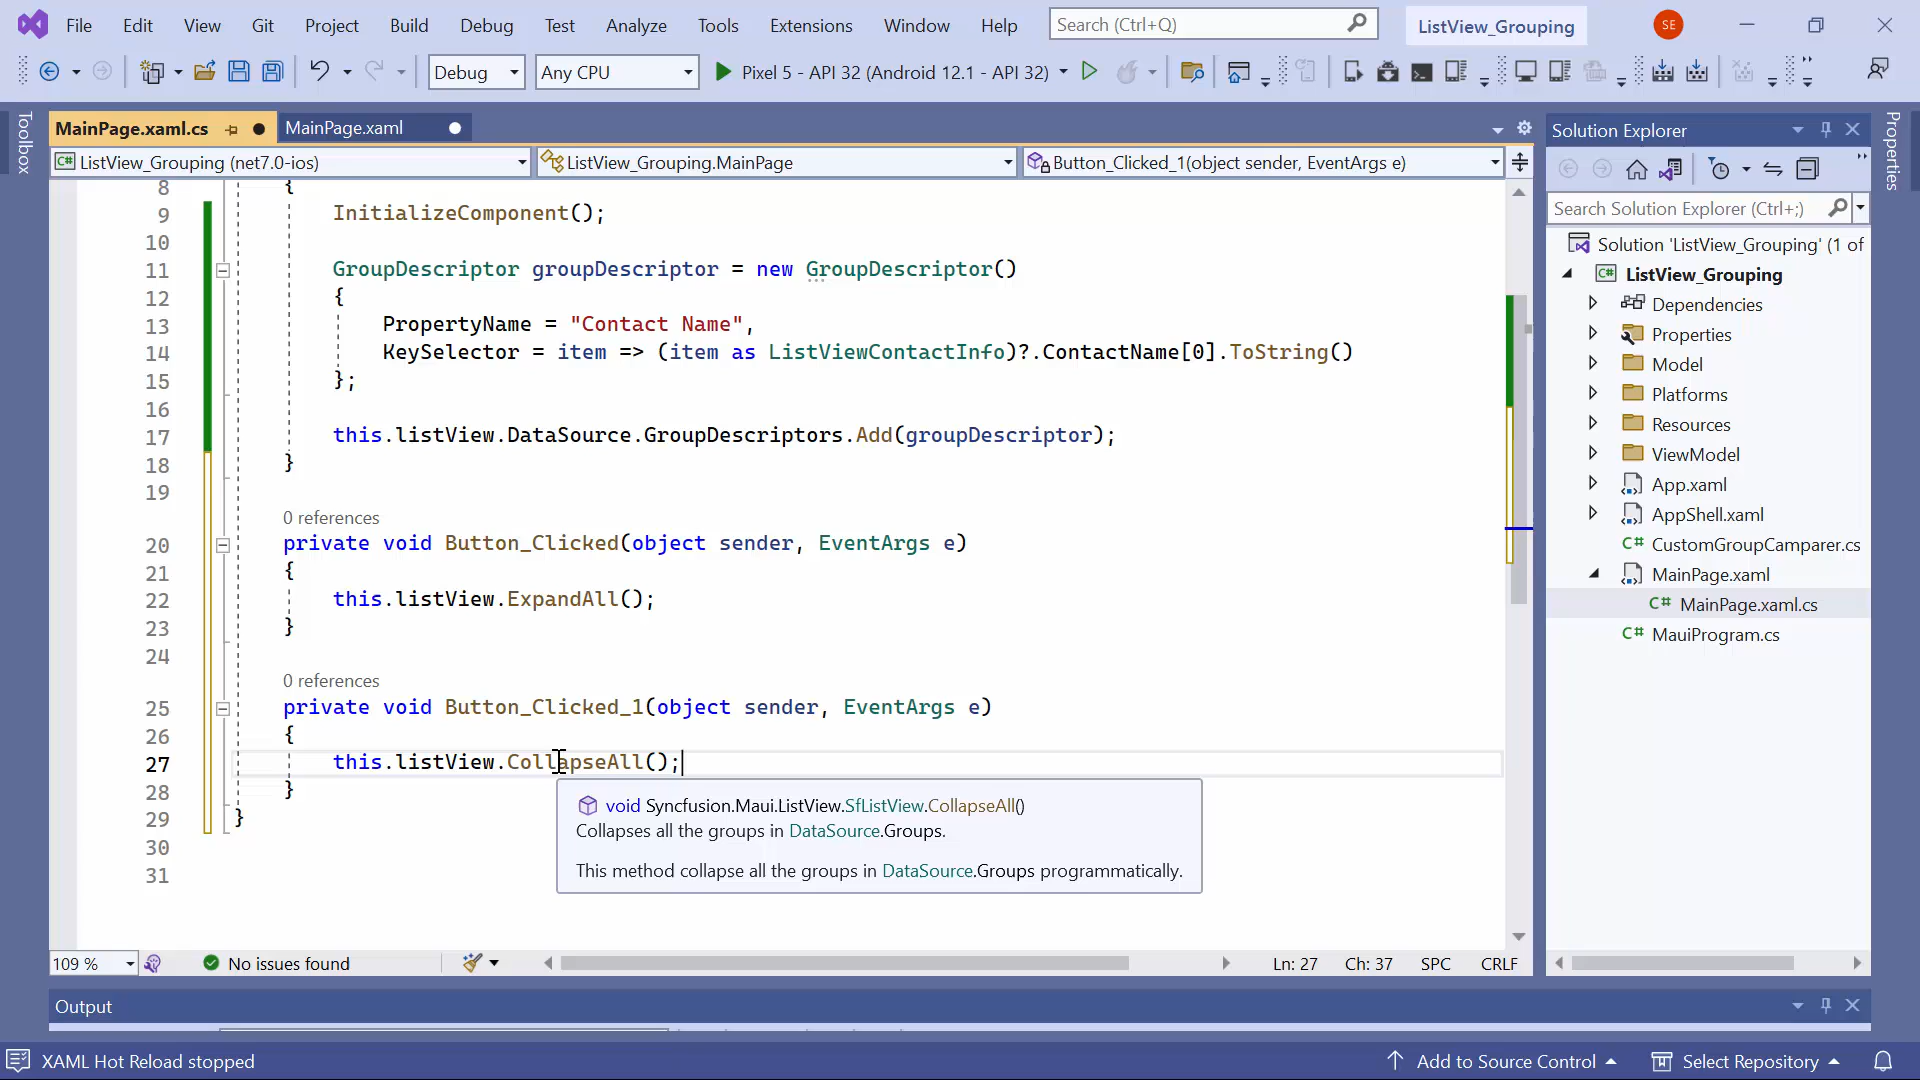 File Edit View Git Project Build Debug Test Analyze Tools Extensions Window Help Search (Ctrl+Q) ListView_Grouping SE
Debug Any CPU Pixel 5 - API 32 (Android 12.1 - API 32)
Toolbox
MainPage.xaml.cs MainPage.xaml
ListView_Grouping (net7.0-ios) ListView_Grouping.MainPage Button_Clicked_1(object sender, EventArgs e)
8 {
9 InitializeComponent();
10
11 GroupDescriptor groupDescriptor = new GroupDescriptor()
12 {
13 PropertyName = "Contact Name",
14 KeySelector = item => (item as ListViewContactInfo)?.ContactName[0].ToString()
15 };
16
17 this.listView.DataSource.GroupDescriptors.Add(groupDescriptor);
18 }
19
0 references
20 private void Button_Clicked(object sender, EventArgs e)
21 {
22 this.listView.ExpandAll();
23 }
24
0 references
25 private void Button_Clicked_1(object sender, EventArgs e)
26 {
27 this.listView.CollapseAll();
28 }
29 }
30
31
void Syncfusion.Maui.ListView.SfListView.CollapseAll()
Collapses all the groups in DataSource.Groups.
This method collapse all the groups in DataSource.Groups programmatically.
109 % No issues found Ln: 27 Ch: 37 SPC CRLF
Solution Explorer
Search Solution Explorer (Ctrl+;)
Solution 'ListView_Grouping' (1 of
C# ListView_Grouping
Dependencies
Properties
Model
Platforms
Resources
ViewModel
App.xaml
AppShell.xaml
C# CustomGroupCamparer.cs
MainPage.xaml
C# MainPage.xaml.cs
C# MauiProgram.cs
Properties
Output
XAML Hot Reload stopped Add to Source Control Select Repository